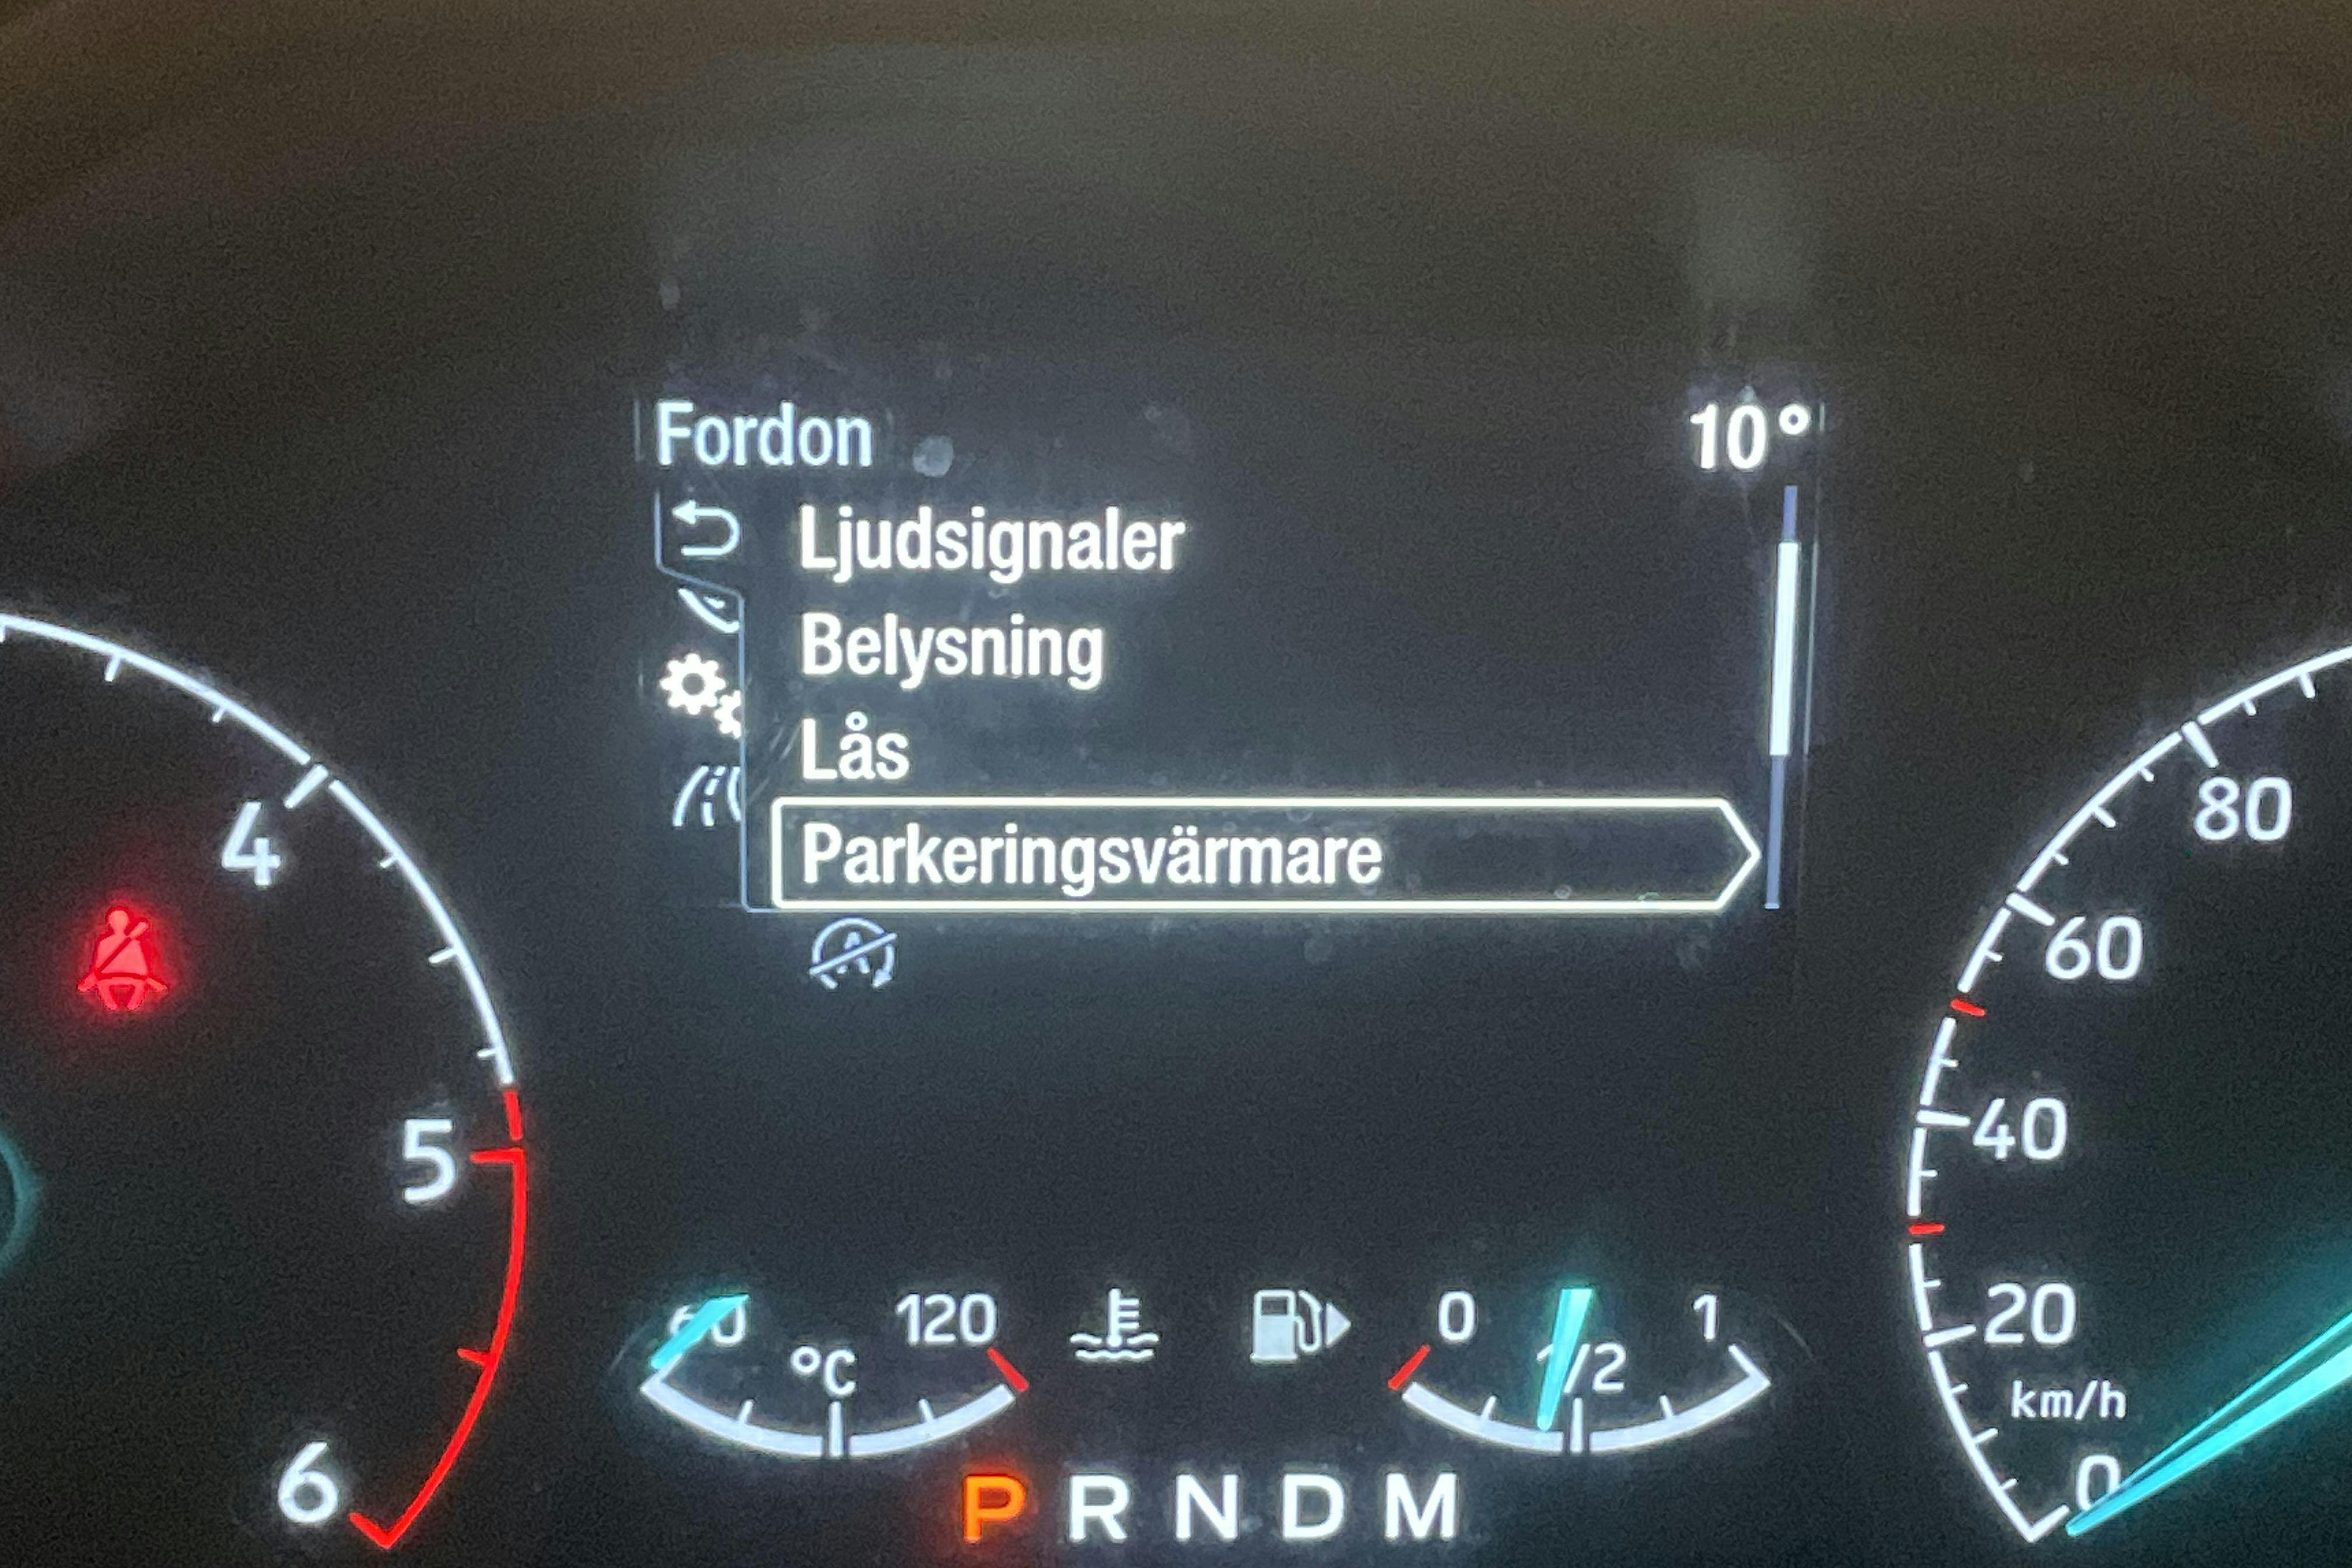 Fordon 10°
Ljudsignaler
Belysning
Lås
Parkeringsvärmare
A
4
5
6
80
60
40
20
km/h
0
60 120
°C
0 1
1/2
P R N D M